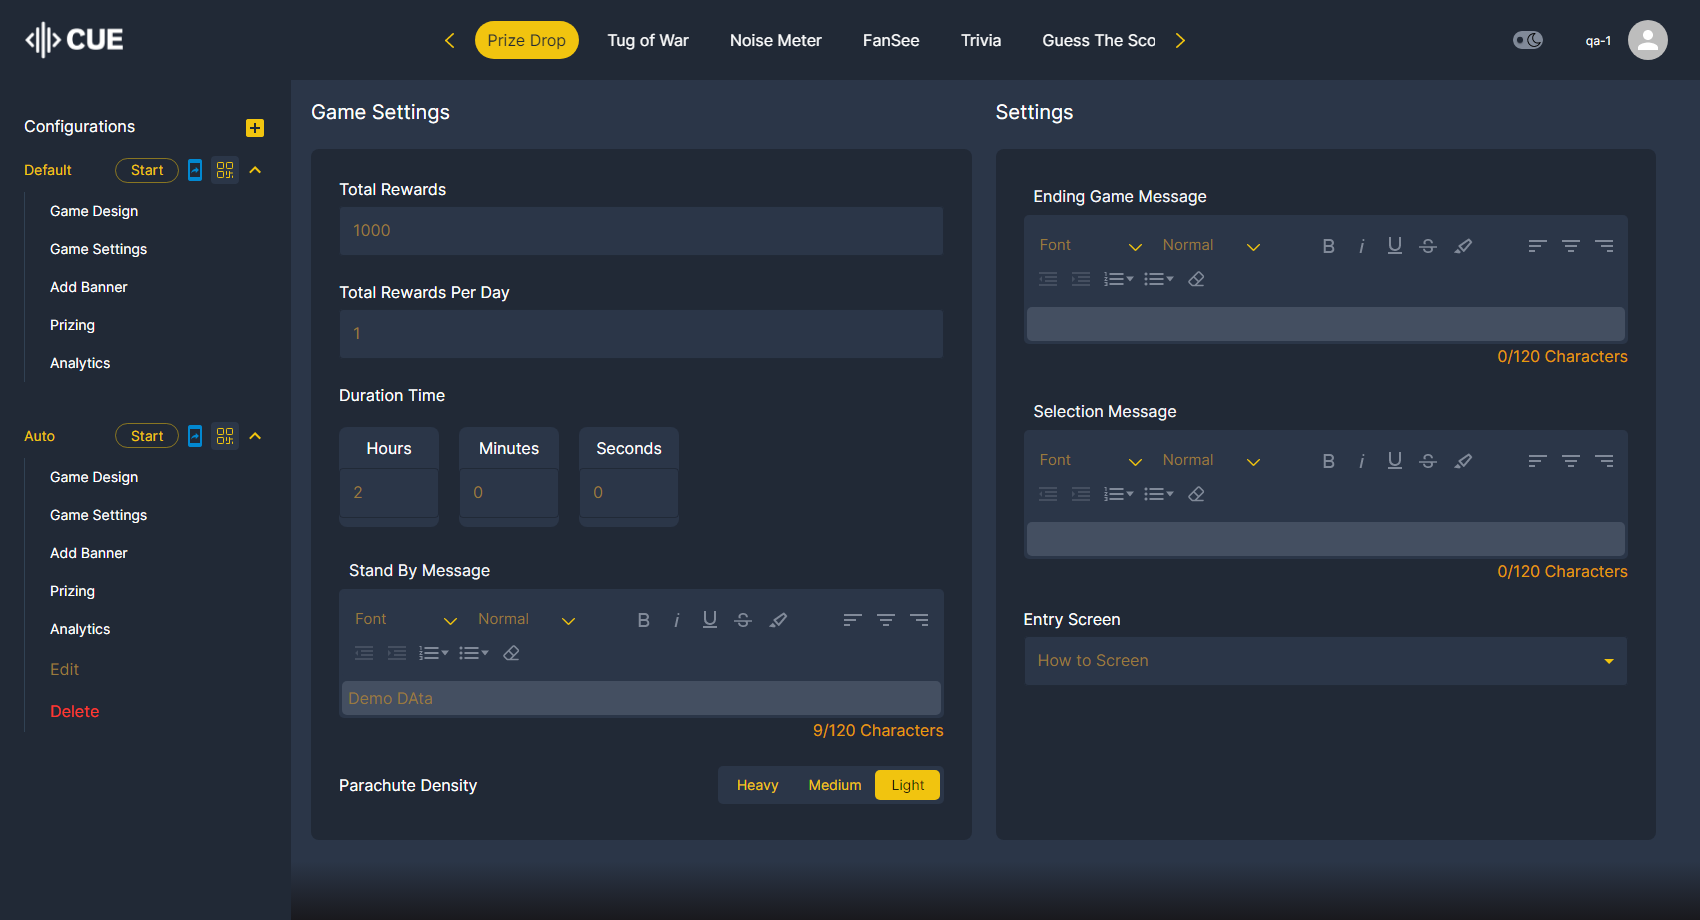 CUE
Prize Drop
Tug of War
Noise Meter
FanSee
Trivia
Guess The Sco
qa-1
Configurations
Default
Start
Game Design
Game Settings
Add Banner
Prizing
Analytics
Auto
Start
Game Design
Game Settings
Add Banner
Prizing
Analytics
Edit
Delete
Game Settings
Total Rewards
1000
Total Rewards Per Day
1
Duration Time
Hours
Minutes
Seconds
2
0
0
Stand By Message
Font
Normal
B
i
U
S
Demo DAta
9/120 Characters
Parachute Density
Heavy
Medium
Light
Settings
Ending Game Message
Font
Normal
B
i
U
S
0/120 Characters
Selection Message
Font
Normal
B
i
U
S
0/120 Characters
Entry Screen
How to Screen